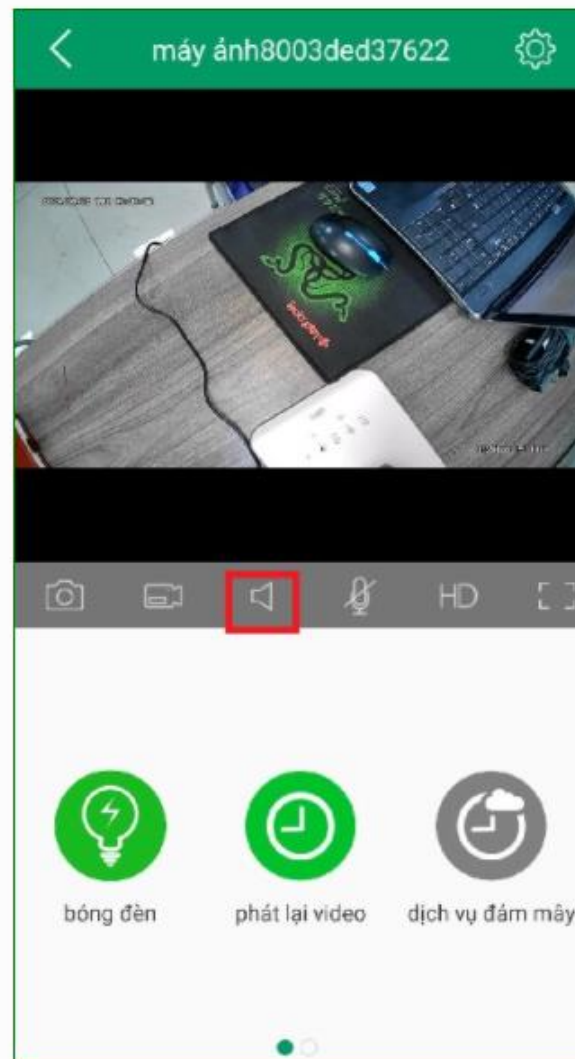 máy ảnh8003ded37622
HD
bóng đèn
phát lại video
dịch vụ đám mây